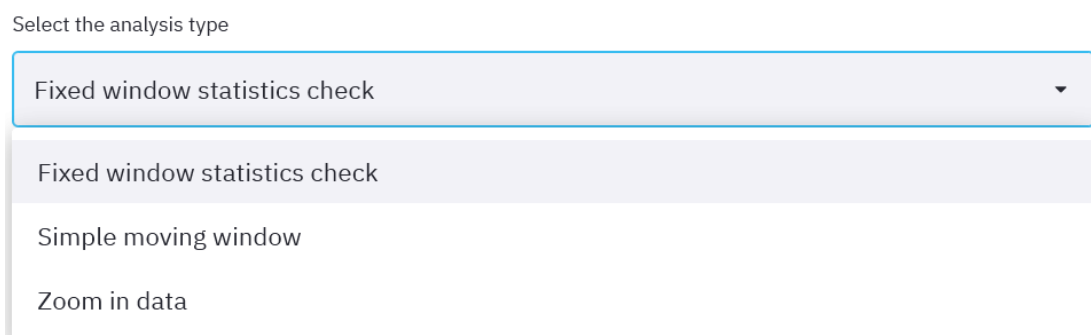 Select the analysis type
Fixed window statistics check
Fixed window statistics check
Simple moving window
Zoom in data